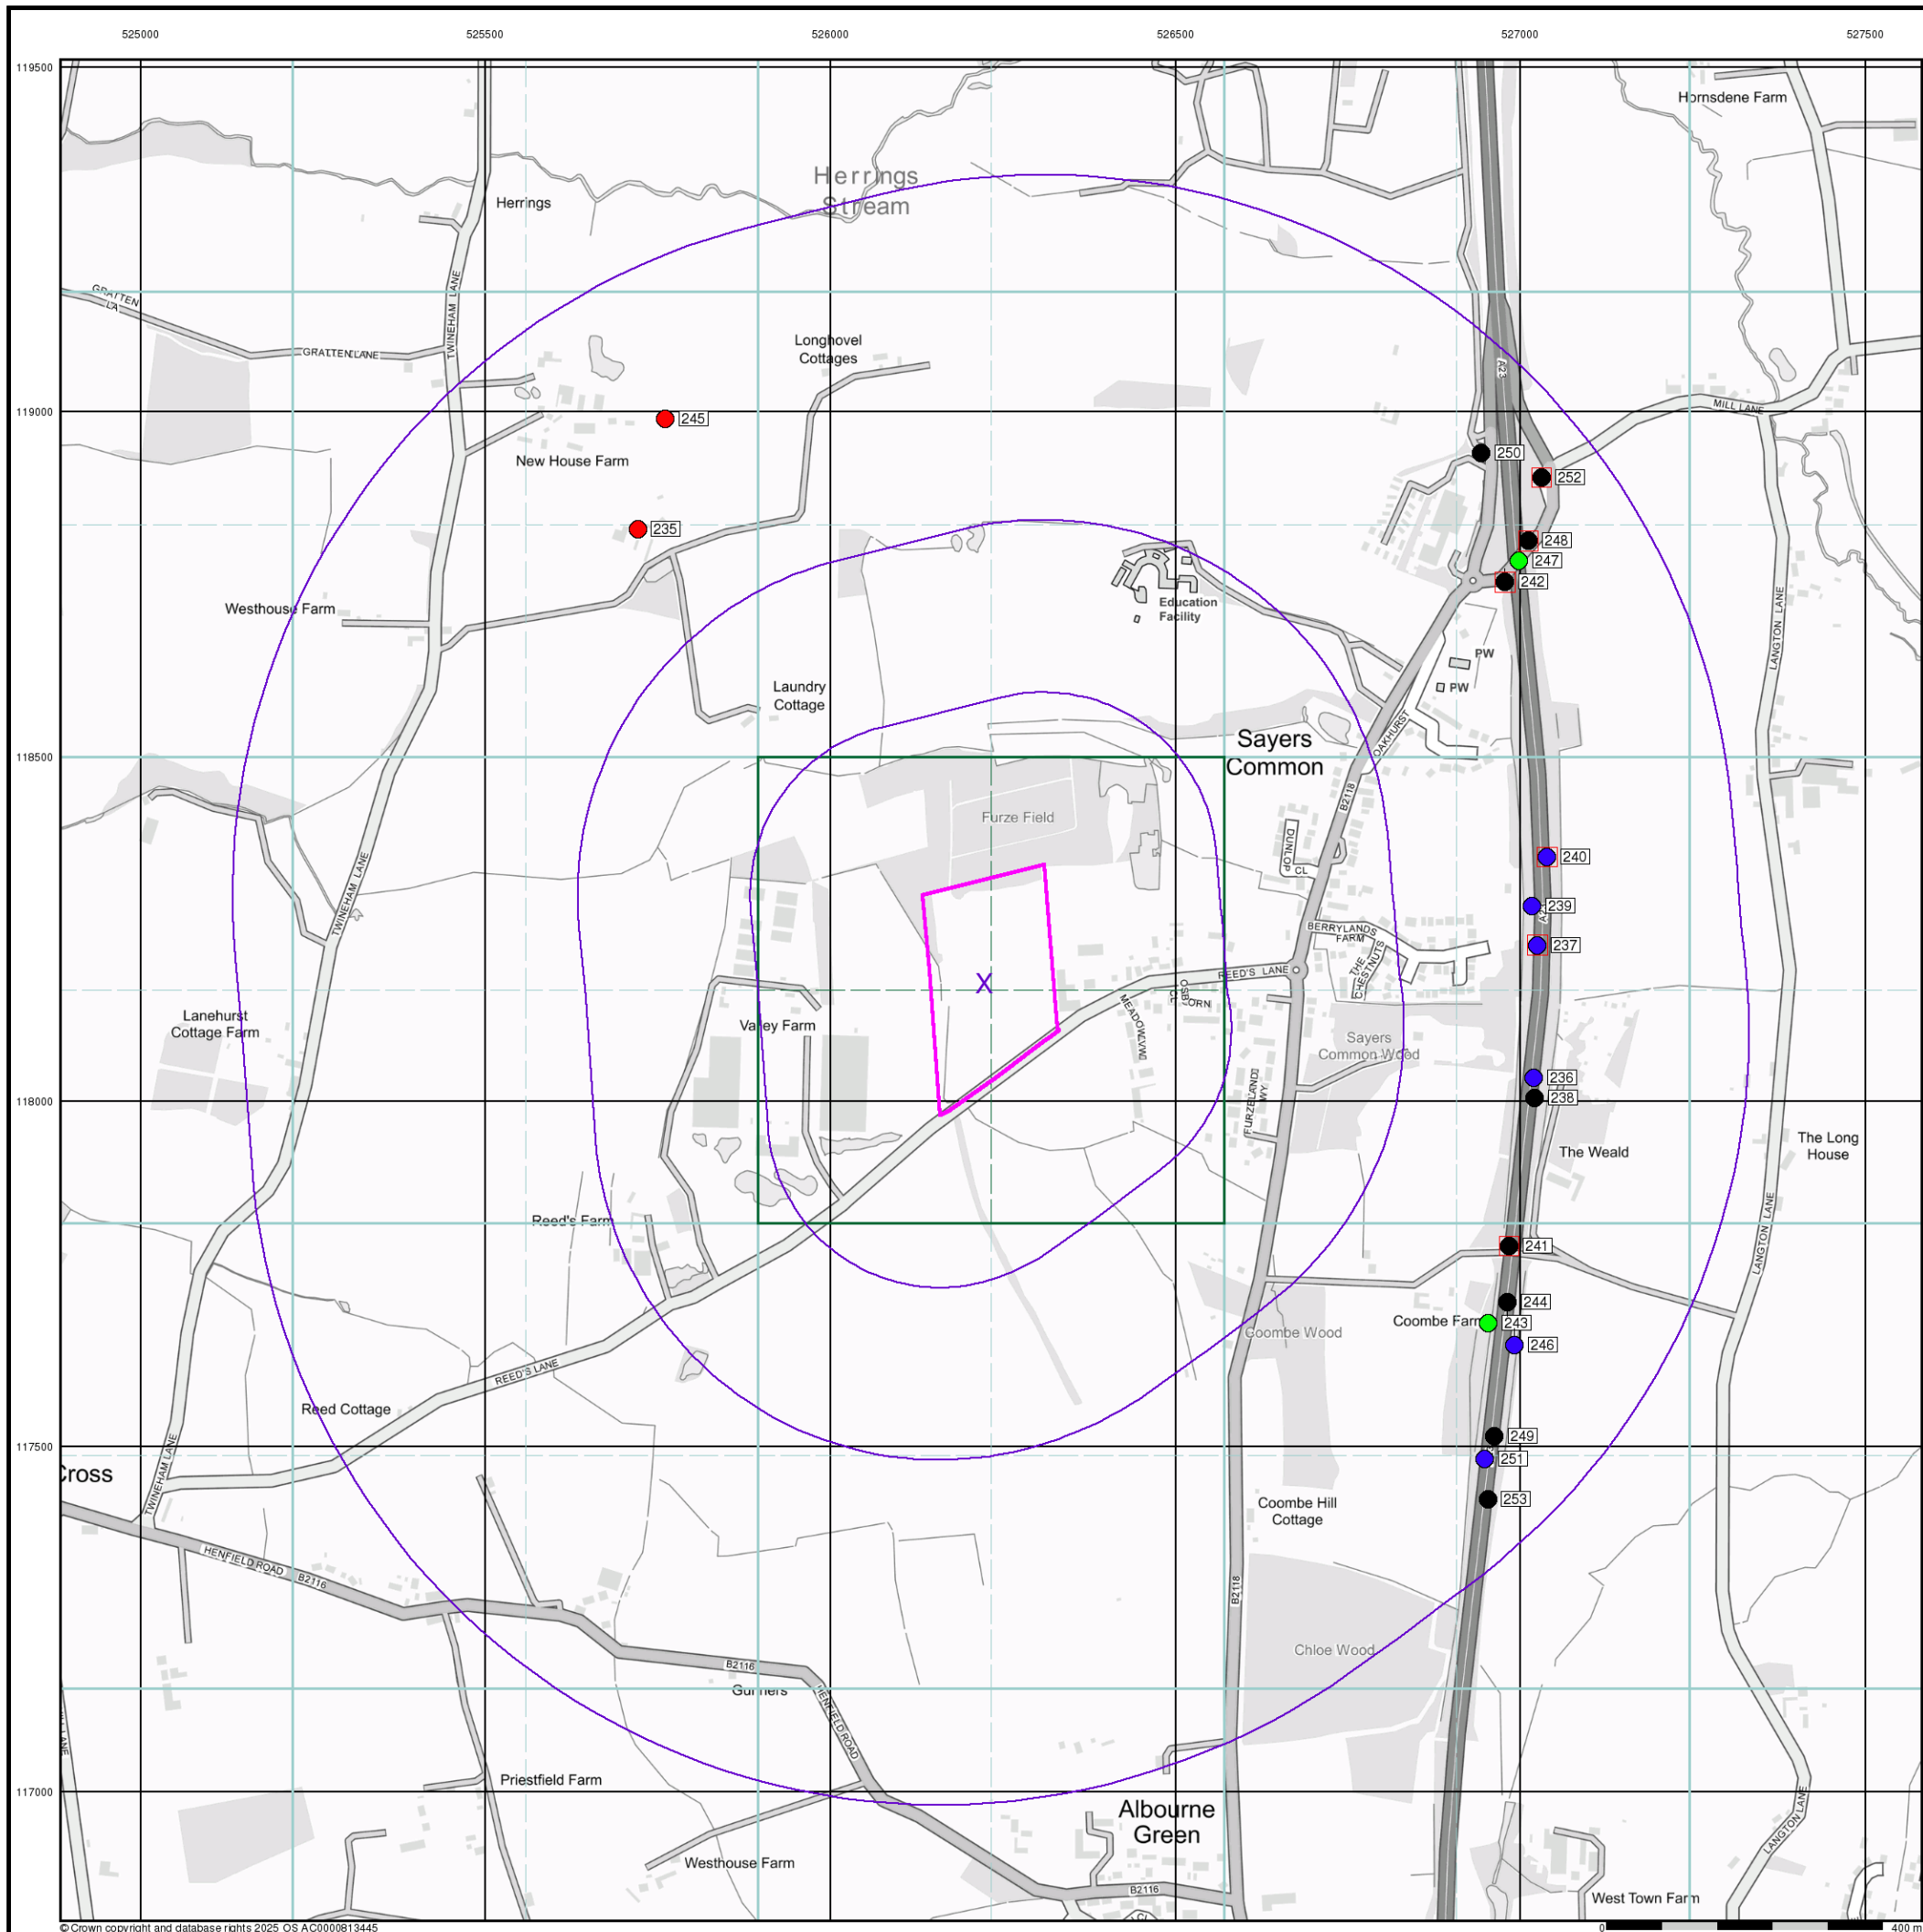 525000 525500 526000 526500 527000 527500
119500
Hornsdene Farm
Herrings
Stream
Herrings
GRATTEN
LA
TWINEHAM LANE
GRATTEN LANE
Longhovel
Cottages
A23
MILL LANE
119000
245
New House Farm
250
252
235
248
247
242
Education
Facility
Westhouse Farm
LANGTON LANE
PW
PW
Laundry
Cottage
OAKHURST
Sayers
Common
118500
B2118
Furze Field
DUNLOP
CL
240
TWINEHAM LANE
239
BERRYLANDS
FARM
THE
CHESTNUTS
237
REED'S LANE
X
OSBORN
CL
MEADOW VW
Lanehurst
Cottage Farm
Valley Farm
Sayers
Common Wood
236
238
118000
FURZELAND
WY
The Weald
The Long
House
LANGTON LANE
Reed's Farm
241
244
Coombe Farm
243
Coombe Wood
246
REED'S LANE
Reed Cottage
249
117500
251
Cross
TWINEHAM LANE
253
Coombe Hill
Cottage
HENFIELD ROAD B2116
B2118
Chloe Wood
B2116
Gunners
HENFIELD ROAD
LANE
Priestfield Farm
117000
Albourne
Green
LANGTON LANE
Westhouse Farm
B2116
CL
West Town Farm
© Crown copyright and database rights 2025 OS AC0000813445
0 400 m